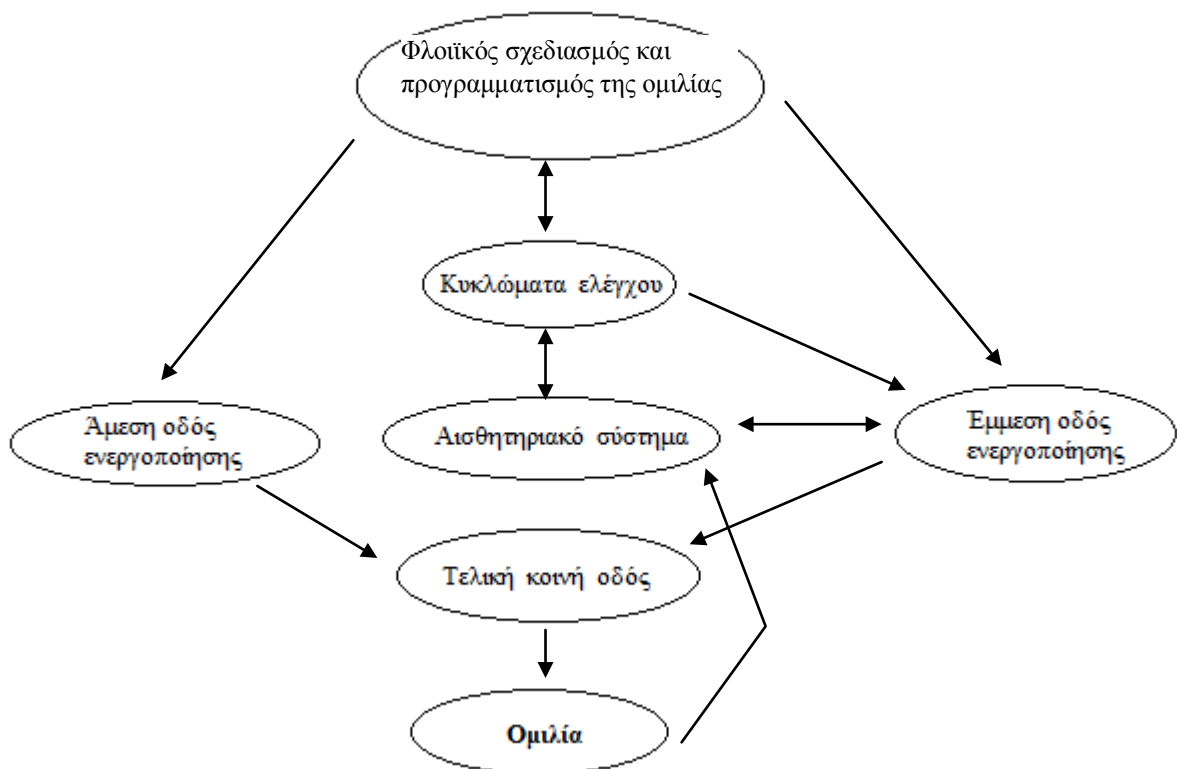 Φλοιϊκός σχεδιασμός και
προγραμματισμός της ομιλίας
Κυκλώματα ελέγχου
Άμεση οδός
ενεργοποίησης
Αισθητηριακό σύστημα
Έμμεση οδός
ενεργοποίησης
Τελική κοινή οδός
Ομιλία